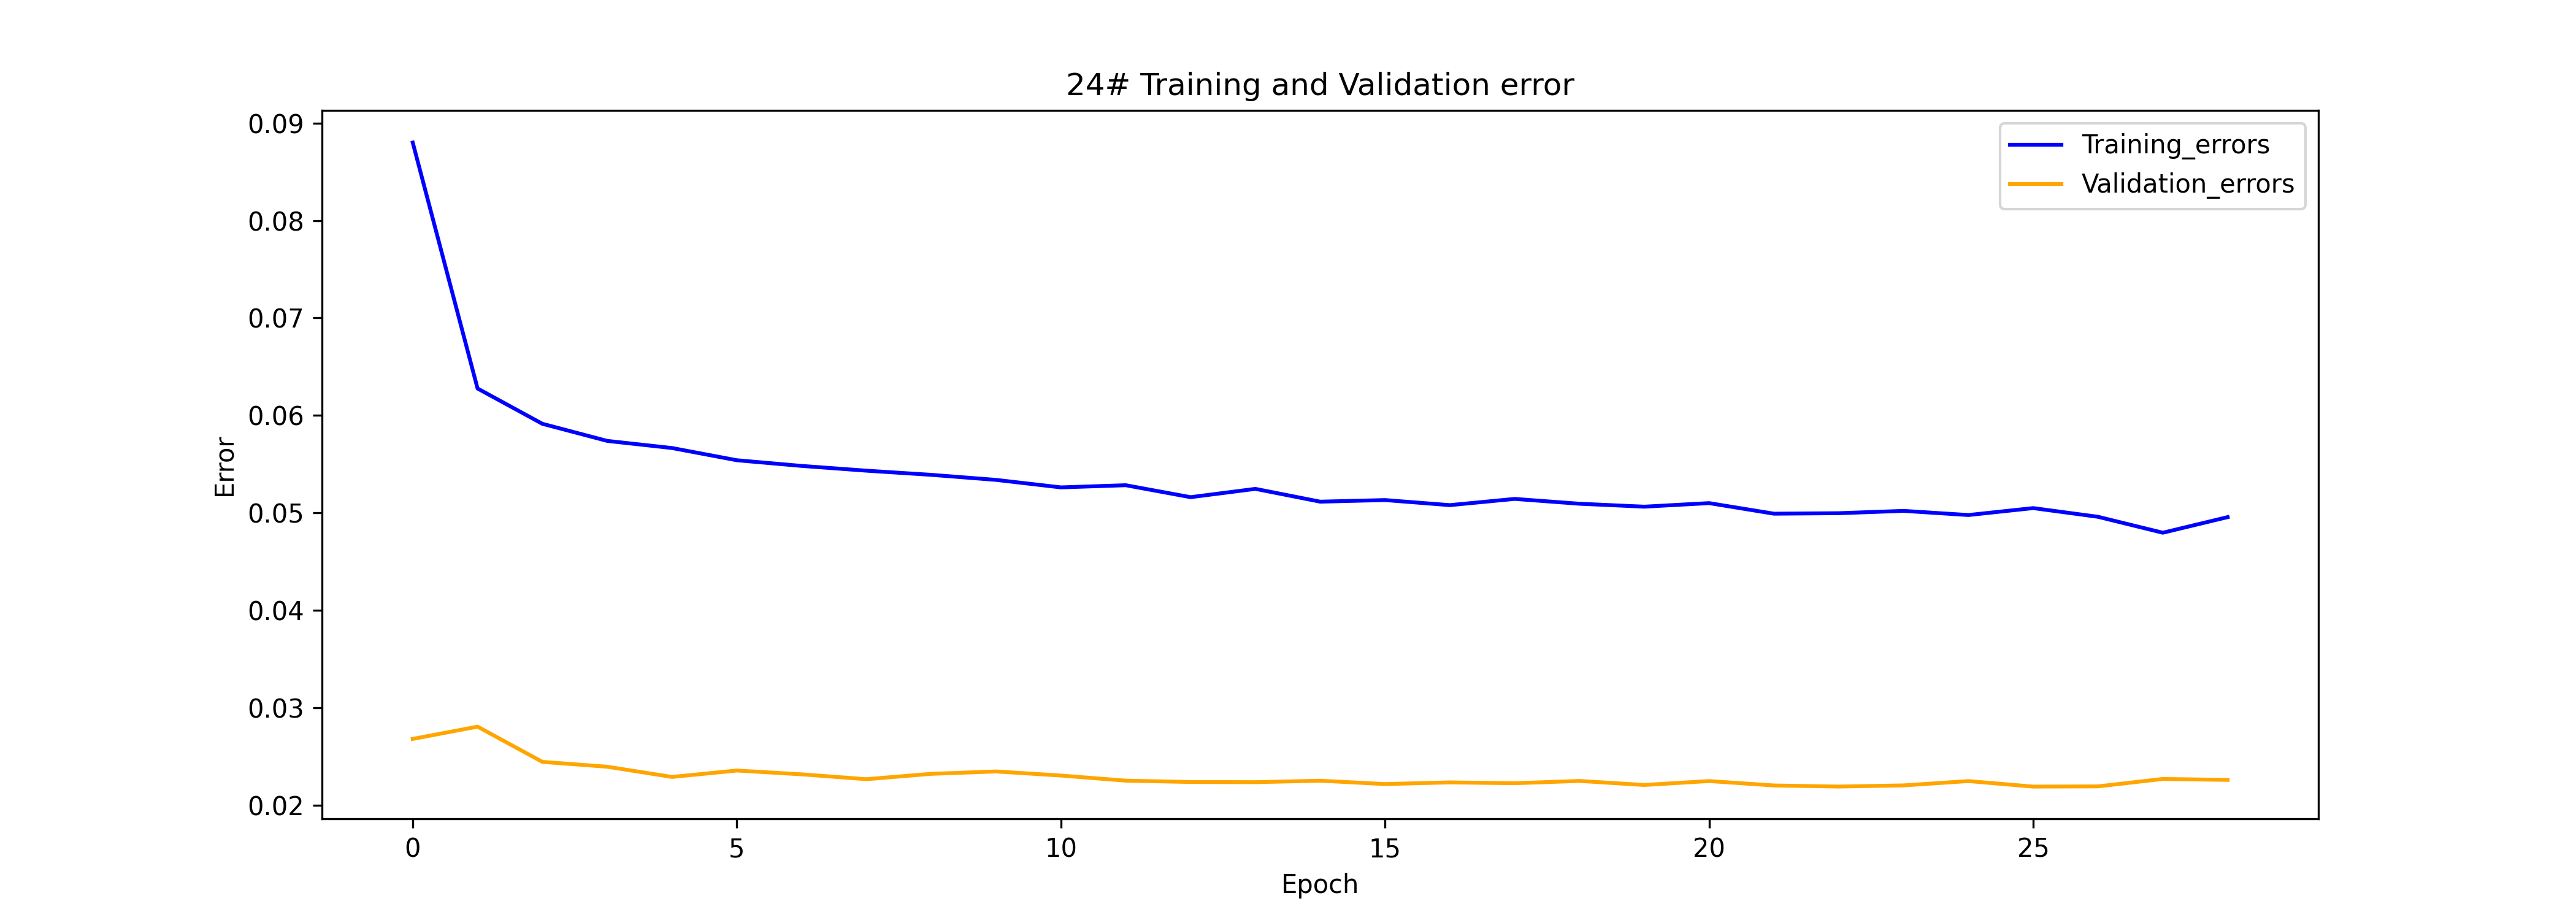 24# Training and Validation error
Training_errors
Validation_errors
0.09
0.08
0.07
0.06
0.05
0.04
0.03
0.02
Error
0 5 10 15 20 25
Epoch